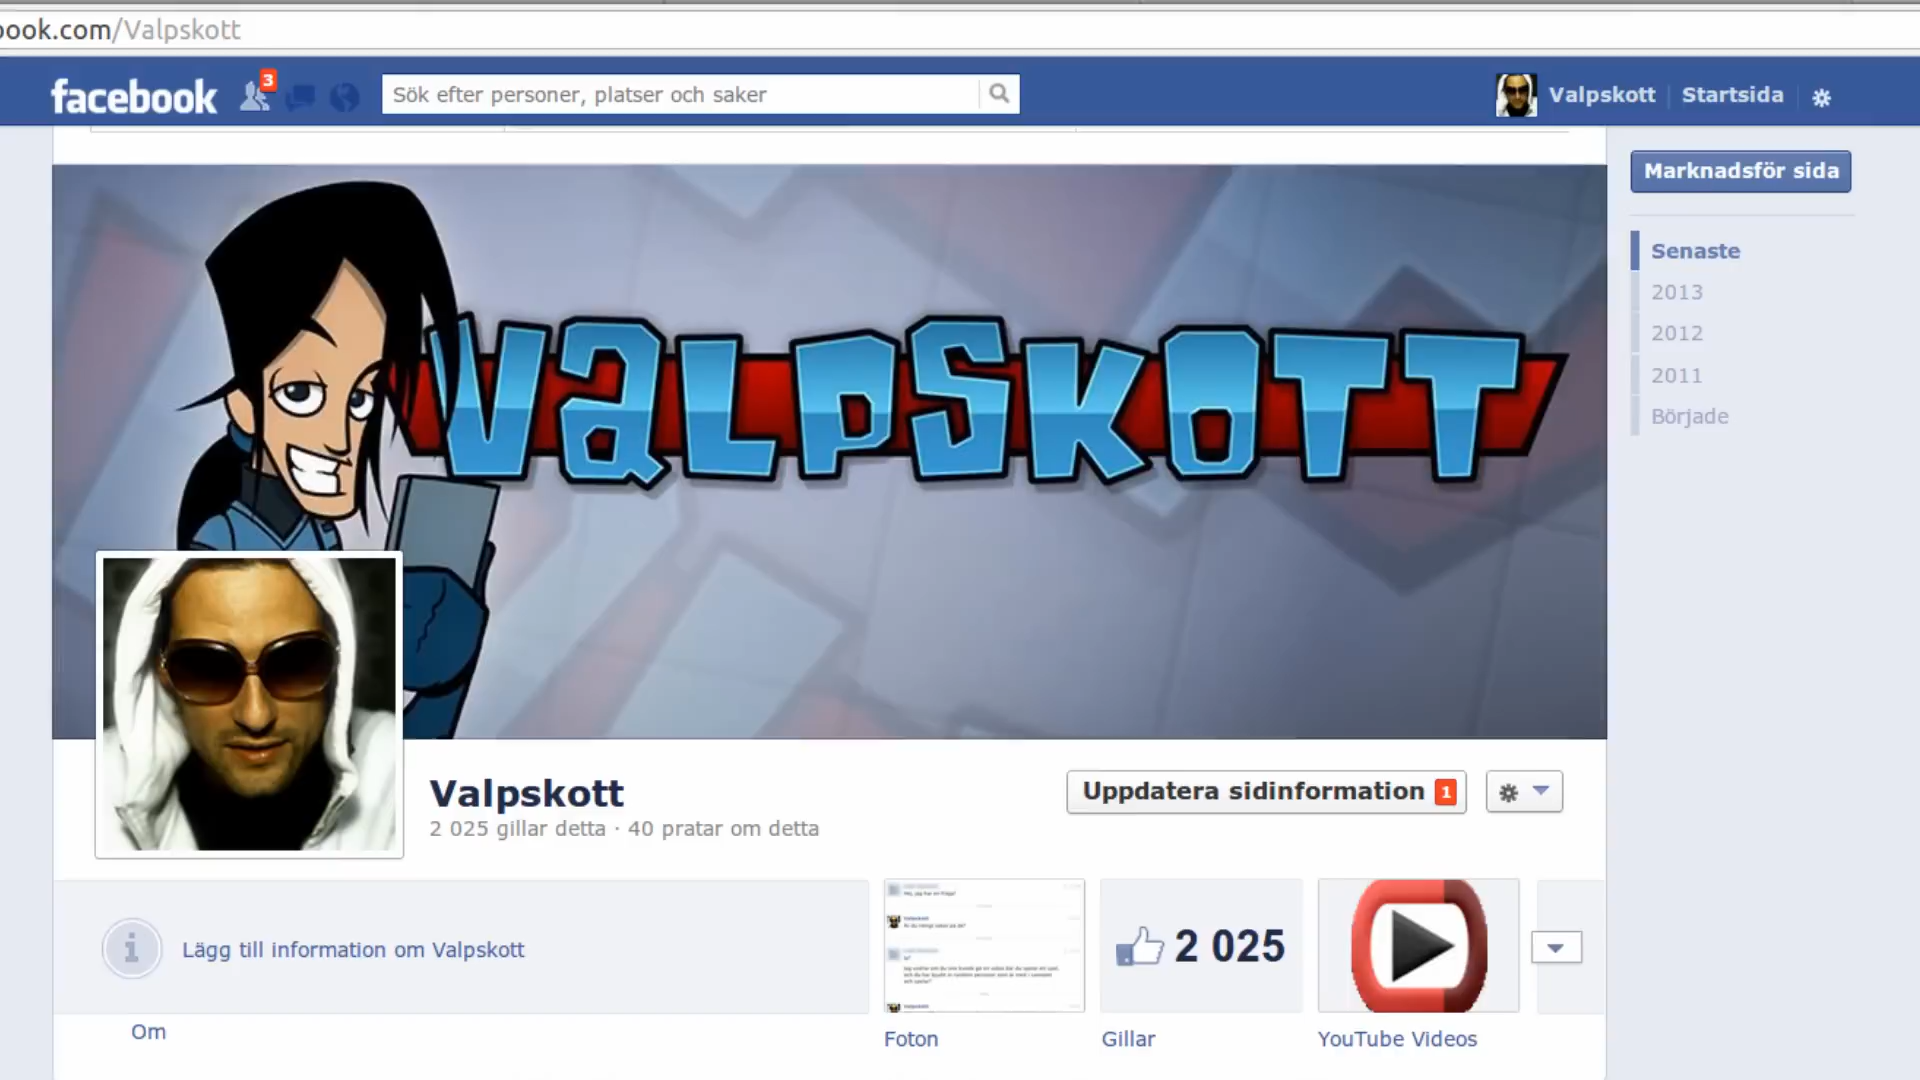 book.com/Valpskott
facebook
3
Sök efter personer, platser och saker
Valpskott
Startsida
Marknadsför sida
Senaste
2013
2012
2011
Började
VaLpSkOTT
Valpskott
2 025 gillar detta · 40 pratar om detta
Uppdatera sidinformation 1
Lägg till information om Valpskott
2 025
Om
Foton
Gillar
YouTube Videos